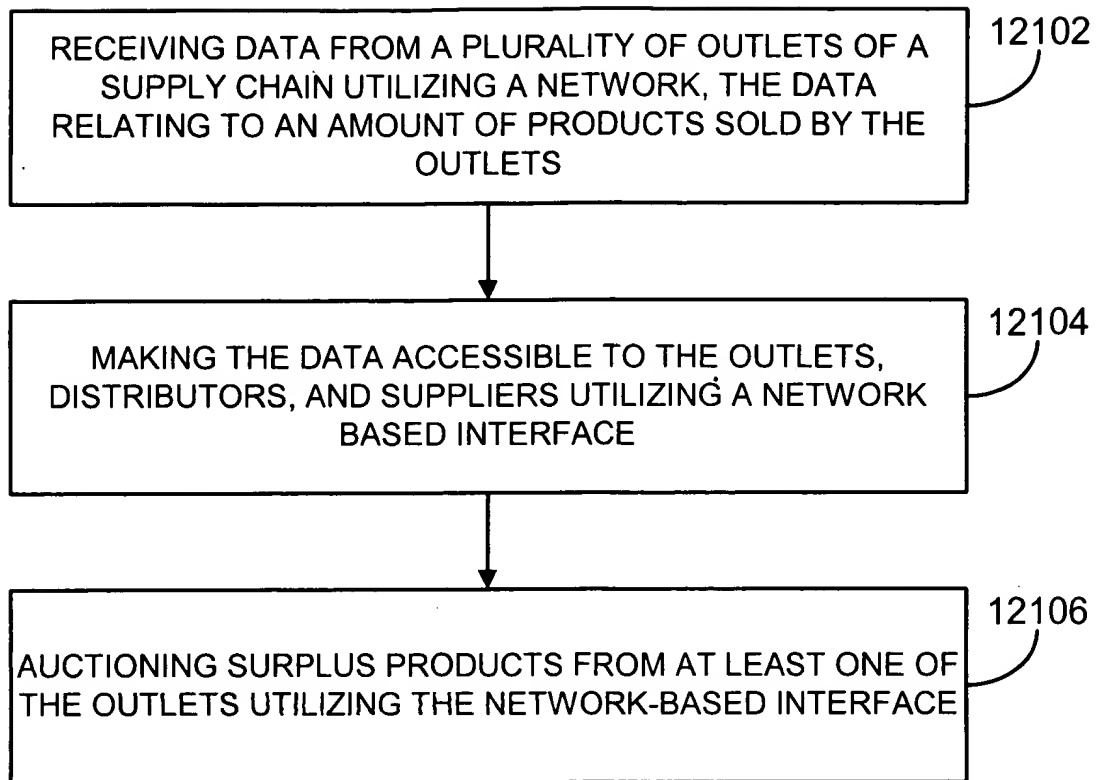 RECEIVING DATA FROM A PLURALITY OF OUTLETS OF A
SUPPLY CHAIN UTILIZING A NETWORK, THE DATA
RELATING TO AN AMOUNT OF PRODUCTS SOLD BY THE
OUTLETS
12102
MAKING THE DATA ACCESSIBLE TO THE OUTLETS,
DISTRIBUTORS, AND SUPPLIERS UTILIZING A NETWORK
BASED INTERFACE
12104
AUCTIONING SURPLUS PRODUCTS FROM AT LEAST ONE OF
THE OUTLETS UTILIZING THE NETWORK-BASED INTERFACE
12106